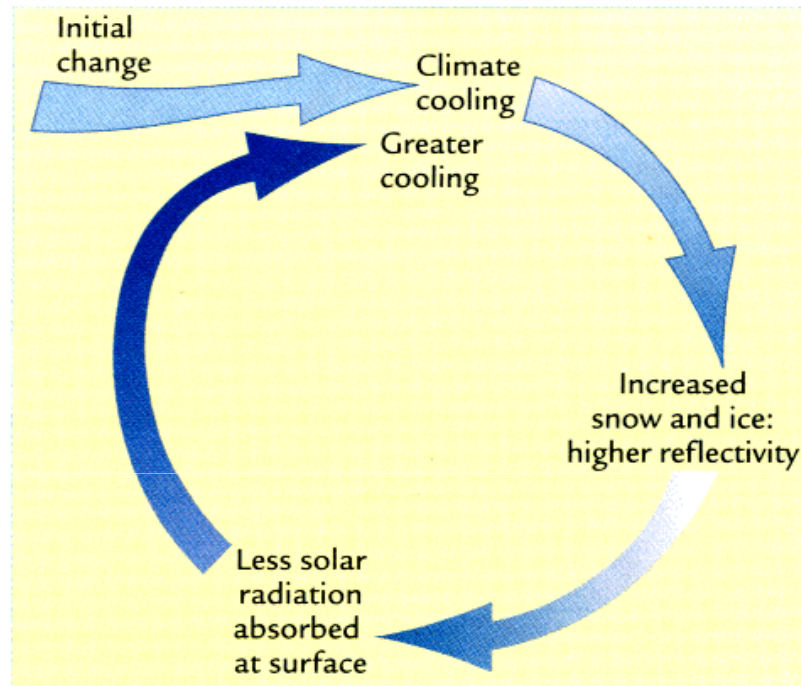 Initial
change
Climate
cooling
Greater
cooling
Increased
snow and ice:
higher reflectivity
Less solar
radiation
absorbed
at surface